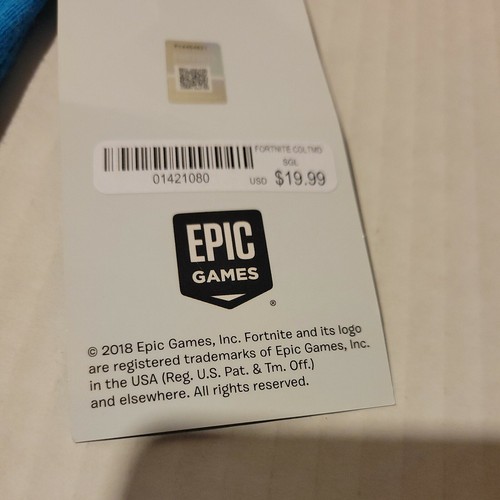 FORTNITE COLTMD
SGL
01421080
USD $19.99
EPIC
GAMES
®
© 2018 Epic Games, Inc. Fortnite and its logo
are registered trademarks of Epic Games, Inc.
in the USA (Reg. U.S. Pat. & Tm. Off.)
and elsewhere. All rights reserved.